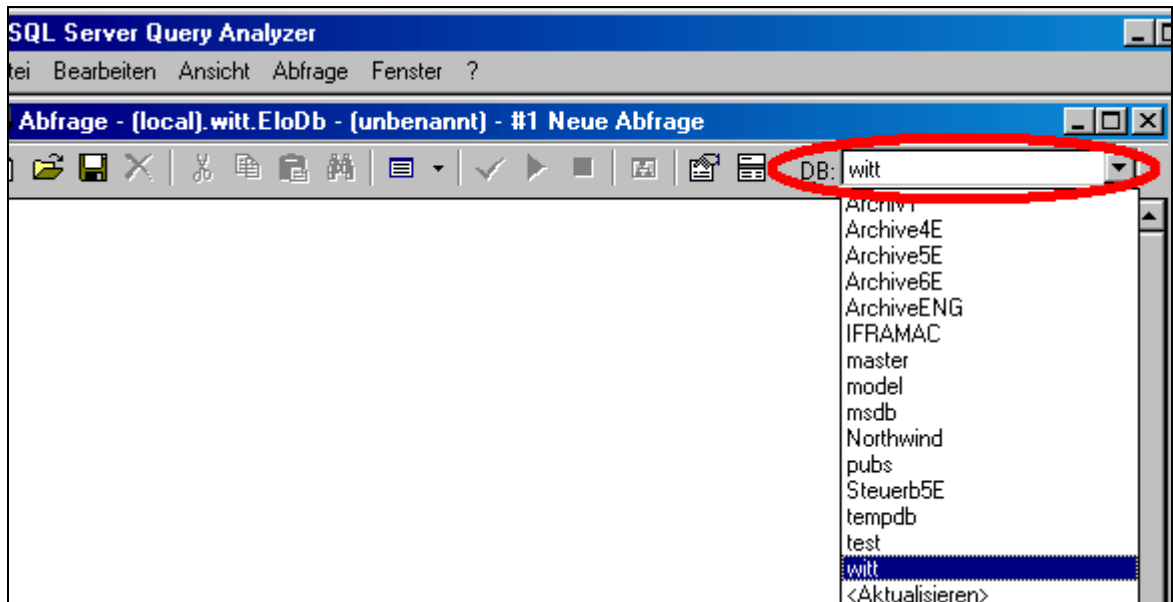 SQL Server Query Analyzer
tei Bearbeiten Ansicht Abfrage Fenster ?
Abfrage - (local).witt.EloDb - (unbenannt) - #1 Neue Abfrage
DB: witt
Archiv1
Archive4E
Archive5E
Archive6E
ArchiveENG
IFRAMAC
master
model
msdb
Northwind
pubs
Steuerb5E
tempdb
test
witt
<Aktualisieren>